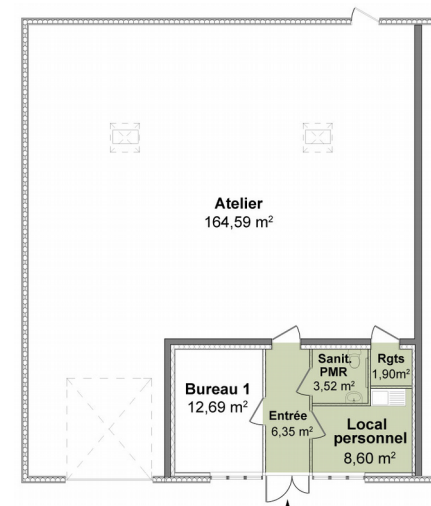 Atelier
164,59 m²
Sanit.
PMR
3,52 m²
Rgts
1,90m²
Bureau 1
12,69 m²
Entrée
6,35 m²
Local
personnel
8,60 m²